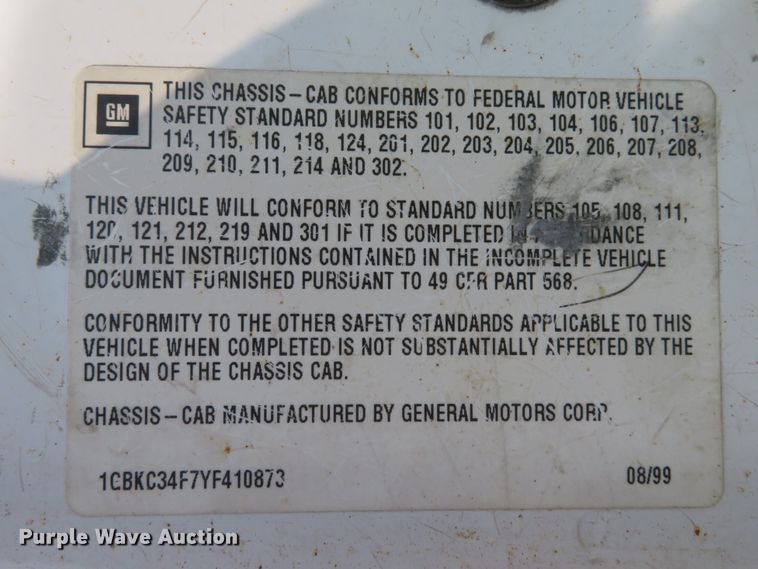 GM
THIS CHASSIS-CAB CONFORMS TO FEDERAL MOTOR VEHICLE
SAFETY STANDARD NUMBERS 101, 102, 103, 104, 106, 107, 113,
114, 115, 116, 118, 124, 201, 202, 203, 204, 205, 206, 207, 208,
209, 210, 211, 214 AND 302.
THIS VEHICLE WILL CONFORM TO STANDARD NUMBERS 105, 108, 111,
120, 121, 212, 219 AND 301 IF IT IS COMPLETED IN
WITH THE INSTRUCTIONS CONTAINED IN THE INCOMPLETE VEHICLE
DOCUMENT FURNISHED PURSUANT TO 49 CFR PART 568.
CONFORMITY TO THE OTHER SAFETY STANDARDS APPLICABLE TO THIS
VEHICLE WHEN COMPLETED IS NOT SUBSTANTIALLY AFFECTED BY THE
DESIGN OF THE CHASSIS CAB.
CHASSIS-CAB MANUFACTURED BY GENERAL MOTORS CORP.
1GBKC34F7YF410873 08/99
Purple Wave Auction